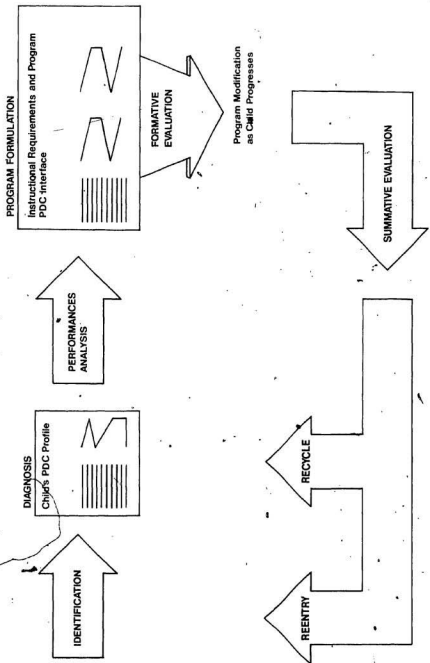 IDENTIFICATION
DIAGNOSIS
Child's PDC Profile
PERFORMANCES
ANALYSIS
PROGRAM FORMULATION
Instructional Requirements and Program
PDC Interface
FORMATIVE
EVALUATION
Program Modification
as Child Progresses
SUMMATIVE EVALUATION
RECYCLE
REENTRY